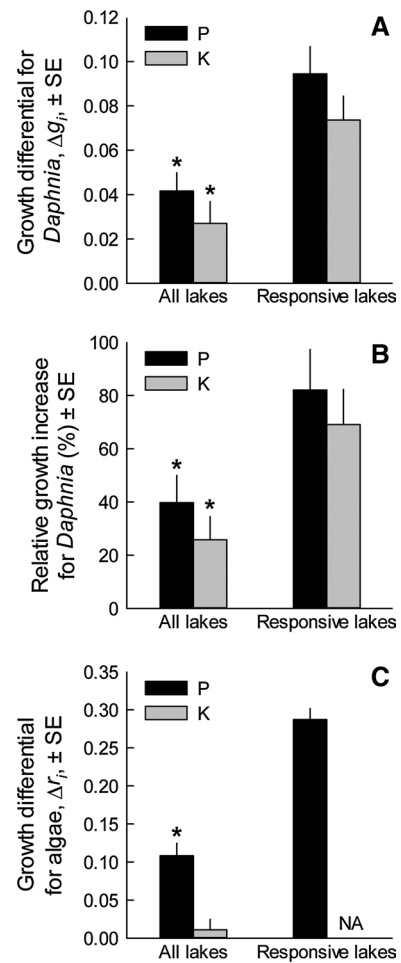 A
Growth differential for
Daphnia, Δgi, ± SE
0.12
0.10
0.08
0.06
0.04
0.02
0.00
P
K
* *
All lakes Responsive lakes
B
Relative growth increase
for Daphnia (%) ± SE
100
80
60
40
20
0
P
K
* *
All lakes Responsive lakes
C
Growth differential
for algae, Δri, ± SE
0.35
0.30
0.25
0.20
0.15
0.10
0.05
0.00
P
K
*
NA
All lakes Responsive lakes